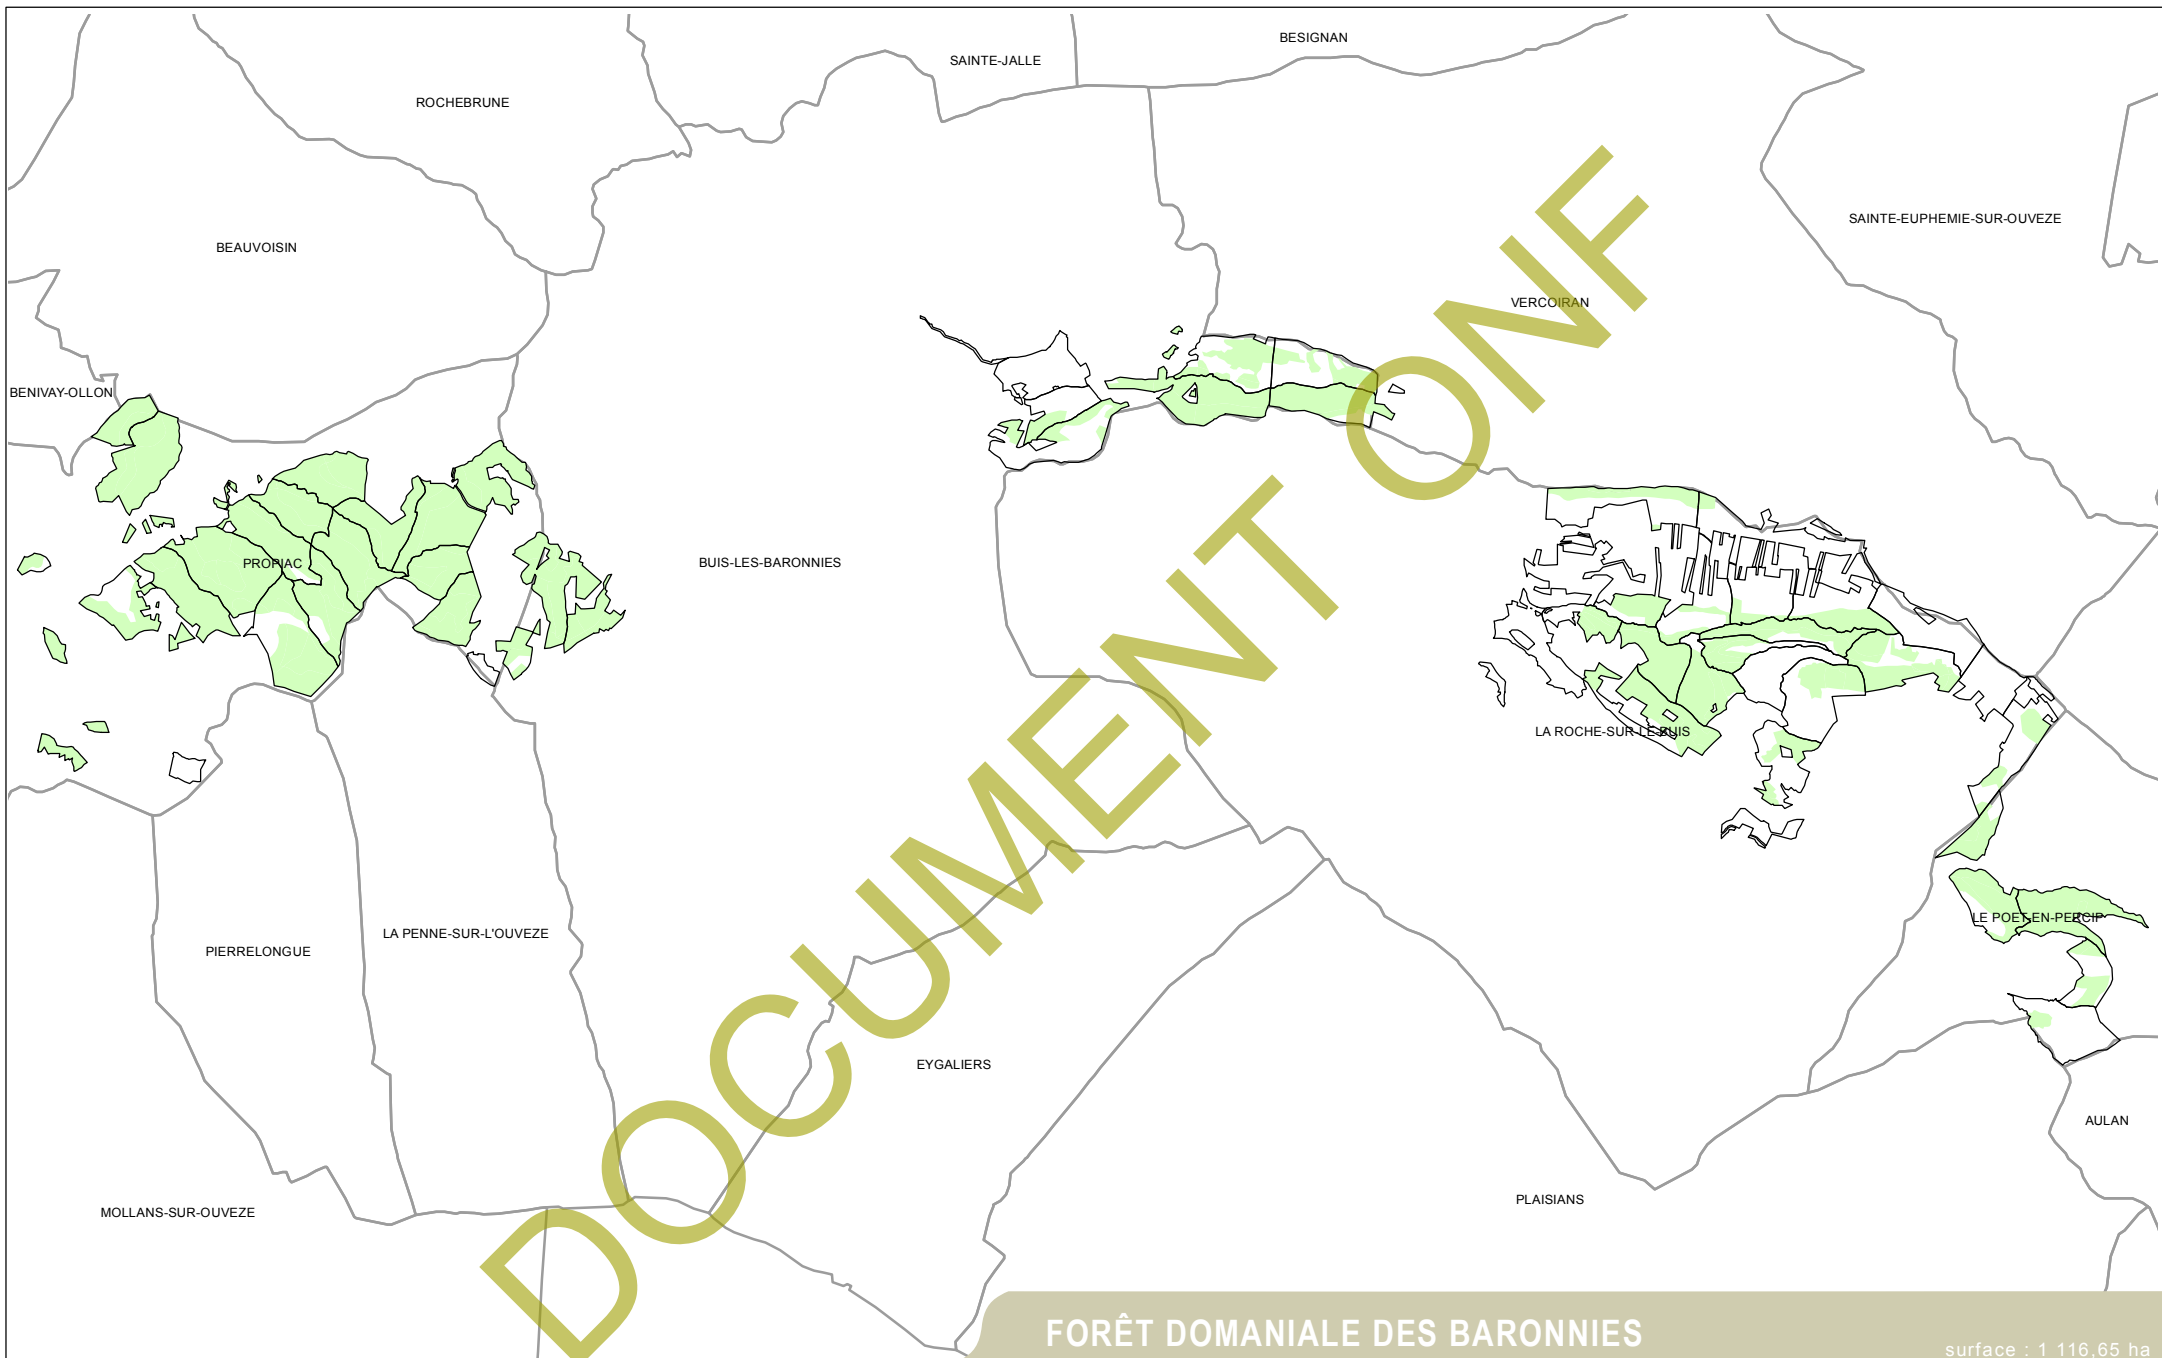 BESIGNAN
SAINTE-JALLE
ROCHEBRUNE
SAINTE-EUPHEMIE-SUR-OUVEZE
BEAUVOISIN
VERCOIRAN
BENIVAY-OLLON
PROPIAC
BUIS-LES-BARONNIES
LA ROCHE-SUR-LE-BUIS
LE POET-EN-PERCIP
LA PENNE-SUR-L'OUVEZE
PIERRELONGUE
EYGALIERS
AULAN
PLAISIANS
MOLLANS-SUR-OUVEZE
DOCUMENT ONF
FORÊT DOMANIALE DES BARONNIES
surface : 1 116,65 ha